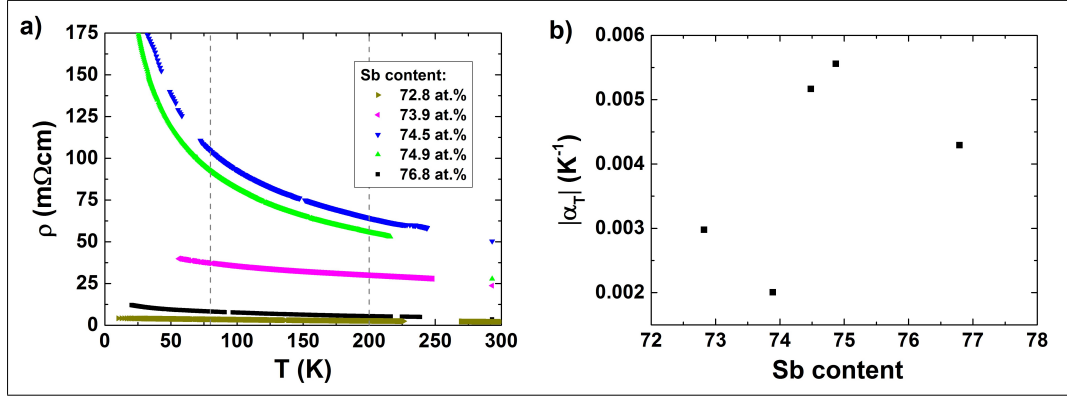 a)
175
150
125
100
75
50
25
0
ρ (mΩcm)
0 50 100 150 200 250 300
T (K)
Sb content:
72.8 at.%
73.9 at.%
74.5 at.%
74.9 at.%
76.8 at.%
b)
0.006
0.005
0.004
0.003
0.002
|α_T| (K⁻¹)
72 73 74 75 76 77 78
Sb content